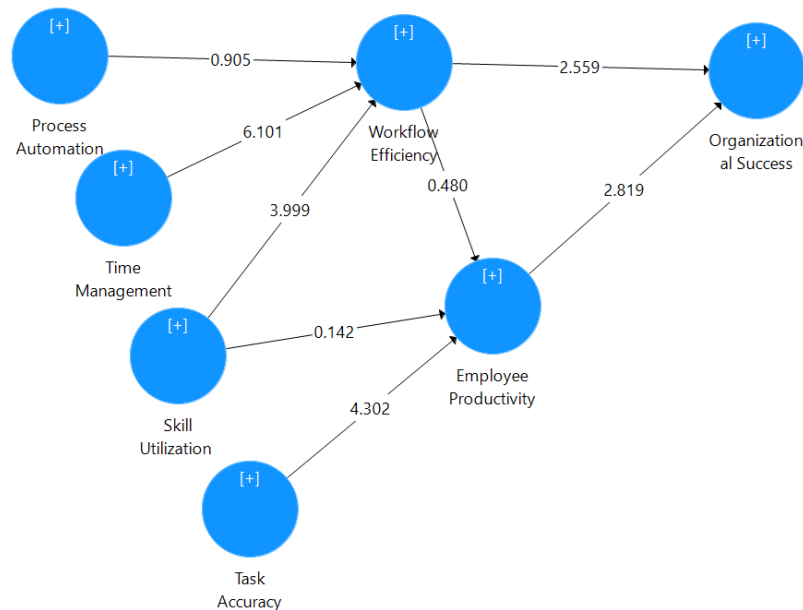 [+]
[+]
[+]
0.905
2.559
Process
Automation
Workflow
Efficiency
Organization
al Success
6.101
[+]
0.480
2.819
3.999
Time
Management
[+]
[+]
0.142
Employee
Productivity
4.302
Skill
Utilization
[+]
Task
Accuracy